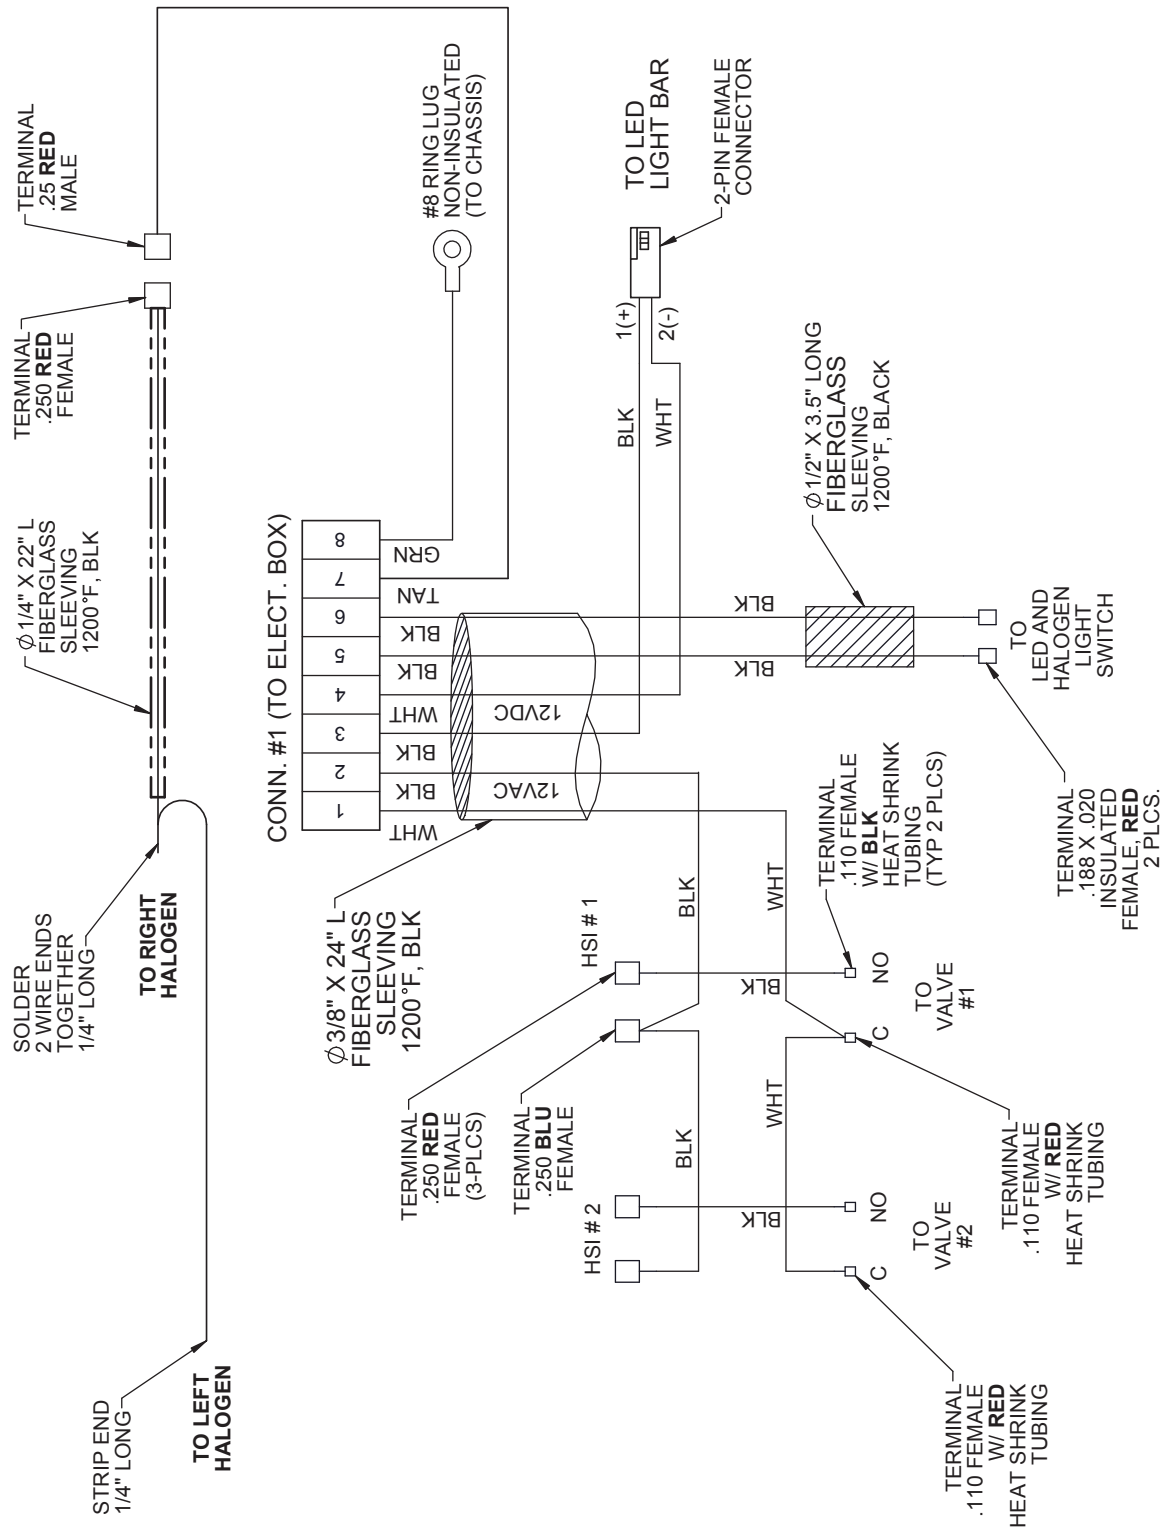 TERMINAL
.25 RED
MALE
TERMINAL
.250 RED
FEMALE
Ø 1/4" X 22" L
FIBERGLASS
SLEEVING
1200°F, BLK
SOLDER
2 WIRE ENDS
TOGETHER
1/4" LONG
TO RIGHT
HALOGEN
STRIP END
1/4" LONG
TO LEFT
HALOGEN
#8 RING LUG
NON-INSULATED
(TO CHASSIS)
CONN. #1 (TO ELECT. BOX)
1
2
3
4
5
6
7
8
WHT
BLK
BLK
WHT
BLK
BLK
TAN
GRN
12VAC
12VDC
Ø 3/8" X 24" L
FIBERGLASS
SLEEVING
1200°F, BLK
TO LED
LIGHT BAR
2-PIN FEMALE
CONNECTOR
1(+)
2(-)
BLK
WHT
Ø 1/2" X 3.5" LONG
FIBERGLASS
SLEEVING
1200°F, BLACK
BLK
BLK
TO
LED AND
HALOGEN
LIGHT
SWITCH
TERMINAL
.188 X .020
INSULATED
FEMALE, RED
2 PLCS.
HSI # 1
HSI # 2
TERMINAL
.250 RED
FEMALE
(3-PLCS)
TERMINAL
.250 BLU
FEMALE
BLK
WHT
BLK
BLK
WHT
BLK
TERMINAL
.110 FEMALE
W/ BLK
HEAT SHRINK
TUBING
(TYP 2 PLCS)
NO
C
TO
VALVE
#1
NO
C
TO
VALVE
#2
TERMINAL
.110 FEMALE
W/ RED
HEAT SHRINK
TUBING
TERMINAL
.110 FEMALE
W/ RED
HEAT SHRINK
TUBING